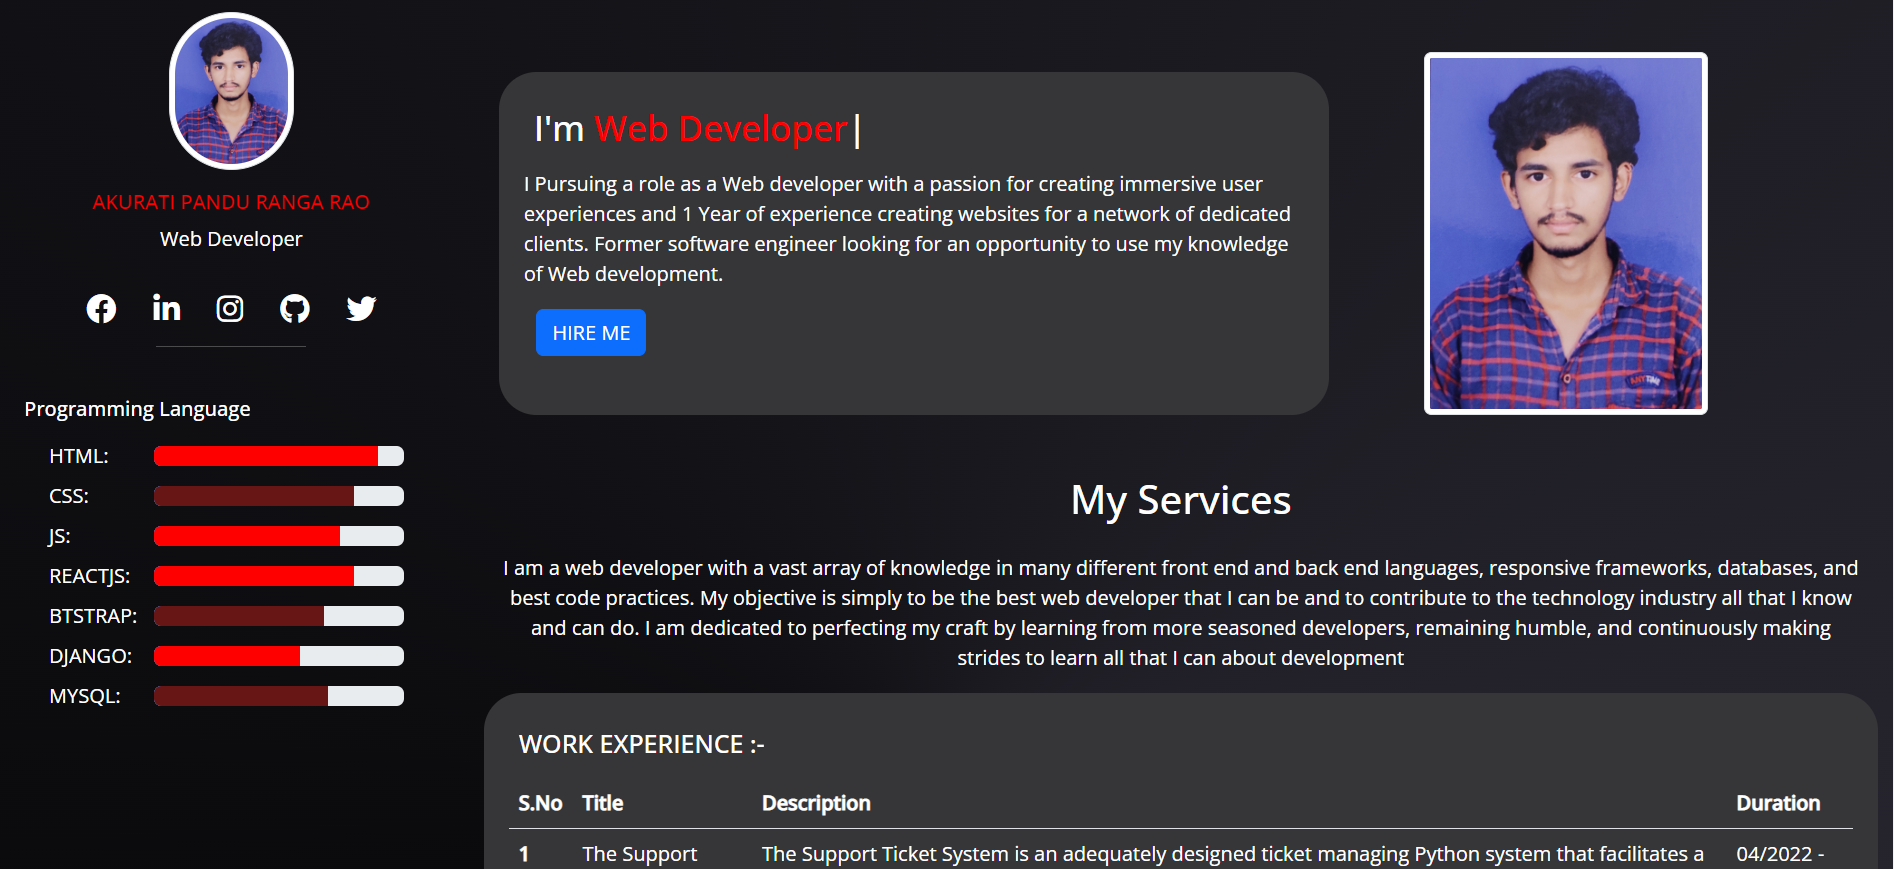 AKURATI PANDU RANGA RAO
Web Developer
Programming Language
HTML:
CSS:
JS:
REACTJS:
BTSTRAP:
DJANGO:
MYSQL:
I'm Web Developer|
I Pursuing a role as a Web developer with a passion for creating immersive user
experiences and 1 Year of experience creating websites for a network of dedicated
clients. Former software engineer looking for an opportunity to use my knowledge
of Web development.
HIRE ME
My Services
I am a web developer with a vast array of knowledge in many different front end and back end languages, responsive frameworks, databases, and
best code practices. My objective is simply to be the best web developer that I can be and to contribute to the technology industry all that I know
and can do. I am dedicated to perfecting my craft by learning from more seasoned developers, remaining humble, and continuously making
strides to learn all that I can about development
WORK EXPERIENCE :-
S.No Title Description Duration
1 The Support The Support Ticket System is an adequately designed ticket managing Python system that facilitates a 04/2022 -